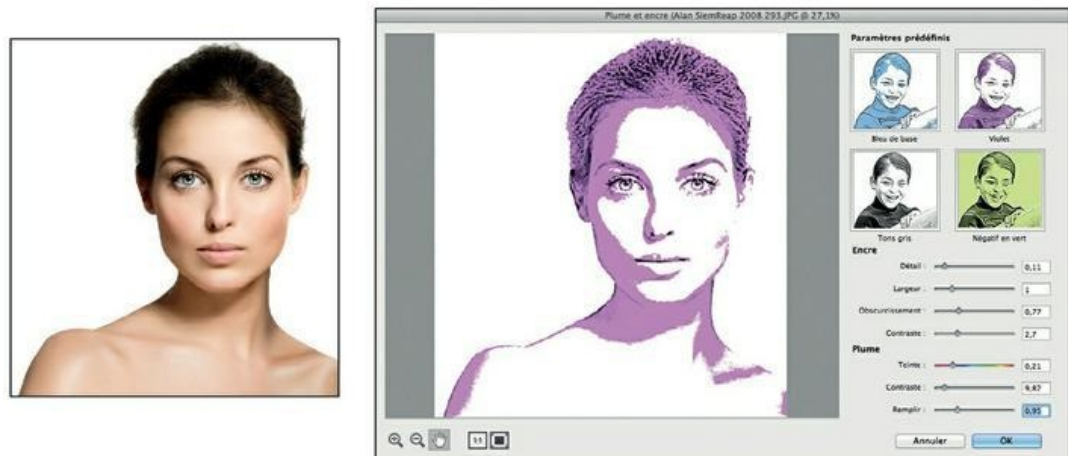 Plume et encre (Alan SiemReap 2008 293.JPG @ 27,1%)
Paramètres prédéfinis
Bleu de base
Violet
Tons gris
Négatif en vert
Encre
Détail : 0,11
Largeur : 1
Obscurcissement : 0,77
Contraste : 2,7
Plume
Teinte : 0,21
Contraste : 9,87
Remplir : 0,95
1:1
Annuler
OK